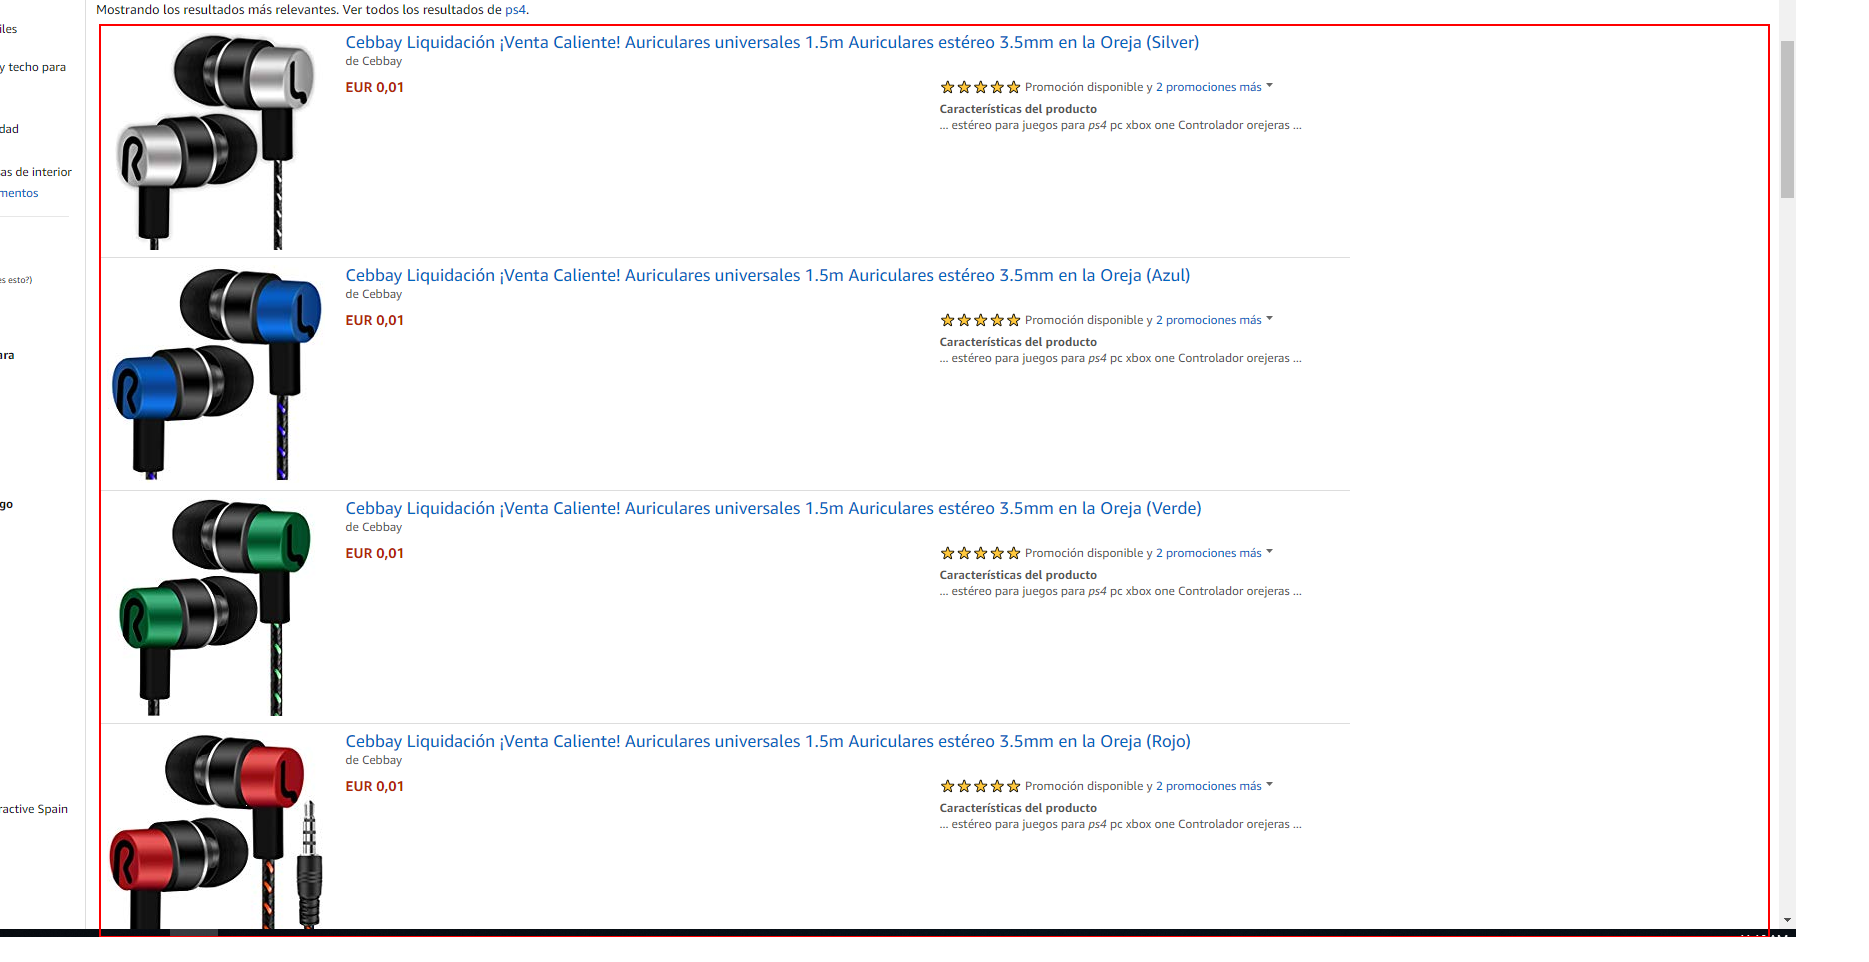 Mostrando los resultados más relevantes. Ver todos los resultados de ps4.
iles
y techo para
dad
as de interior
mentos
es esto?)
ara
go
ractive Spain
Cebbay Liquidación ¡Venta Caliente! Auriculares universales 1.5m Auriculares estéreo 3.5mm en la Oreja (Silver)
de Cebbay
EUR 0,01
Promoción disponible y 2 promociones más
Características del producto
... estéreo para juegos para ps4 pc xbox one Controlador orejeras ...
L
R
Cebbay Liquidación ¡Venta Caliente! Auriculares universales 1.5m Auriculares estéreo 3.5mm en la Oreja (Azul)
de Cebbay
EUR 0,01
Promoción disponible y 2 promociones más
Características del producto
... estéreo para juegos para ps4 pc xbox one Controlador orejeras ...
L
R
Cebbay Liquidación ¡Venta Caliente! Auriculares universales 1.5m Auriculares estéreo 3.5mm en la Oreja (Verde)
de Cebbay
EUR 0,01
Promoción disponible y 2 promociones más
Características del producto
... estéreo para juegos para ps4 pc xbox one Controlador orejeras ...
L
R
Cebbay Liquidación ¡Venta Caliente! Auriculares universales 1.5m Auriculares estéreo 3.5mm en la Oreja (Rojo)
de Cebbay
EUR 0,01
Promoción disponible y 2 promociones más
Características del producto
... estéreo para juegos para ps4 pc xbox one Controlador orejeras ...
L
R